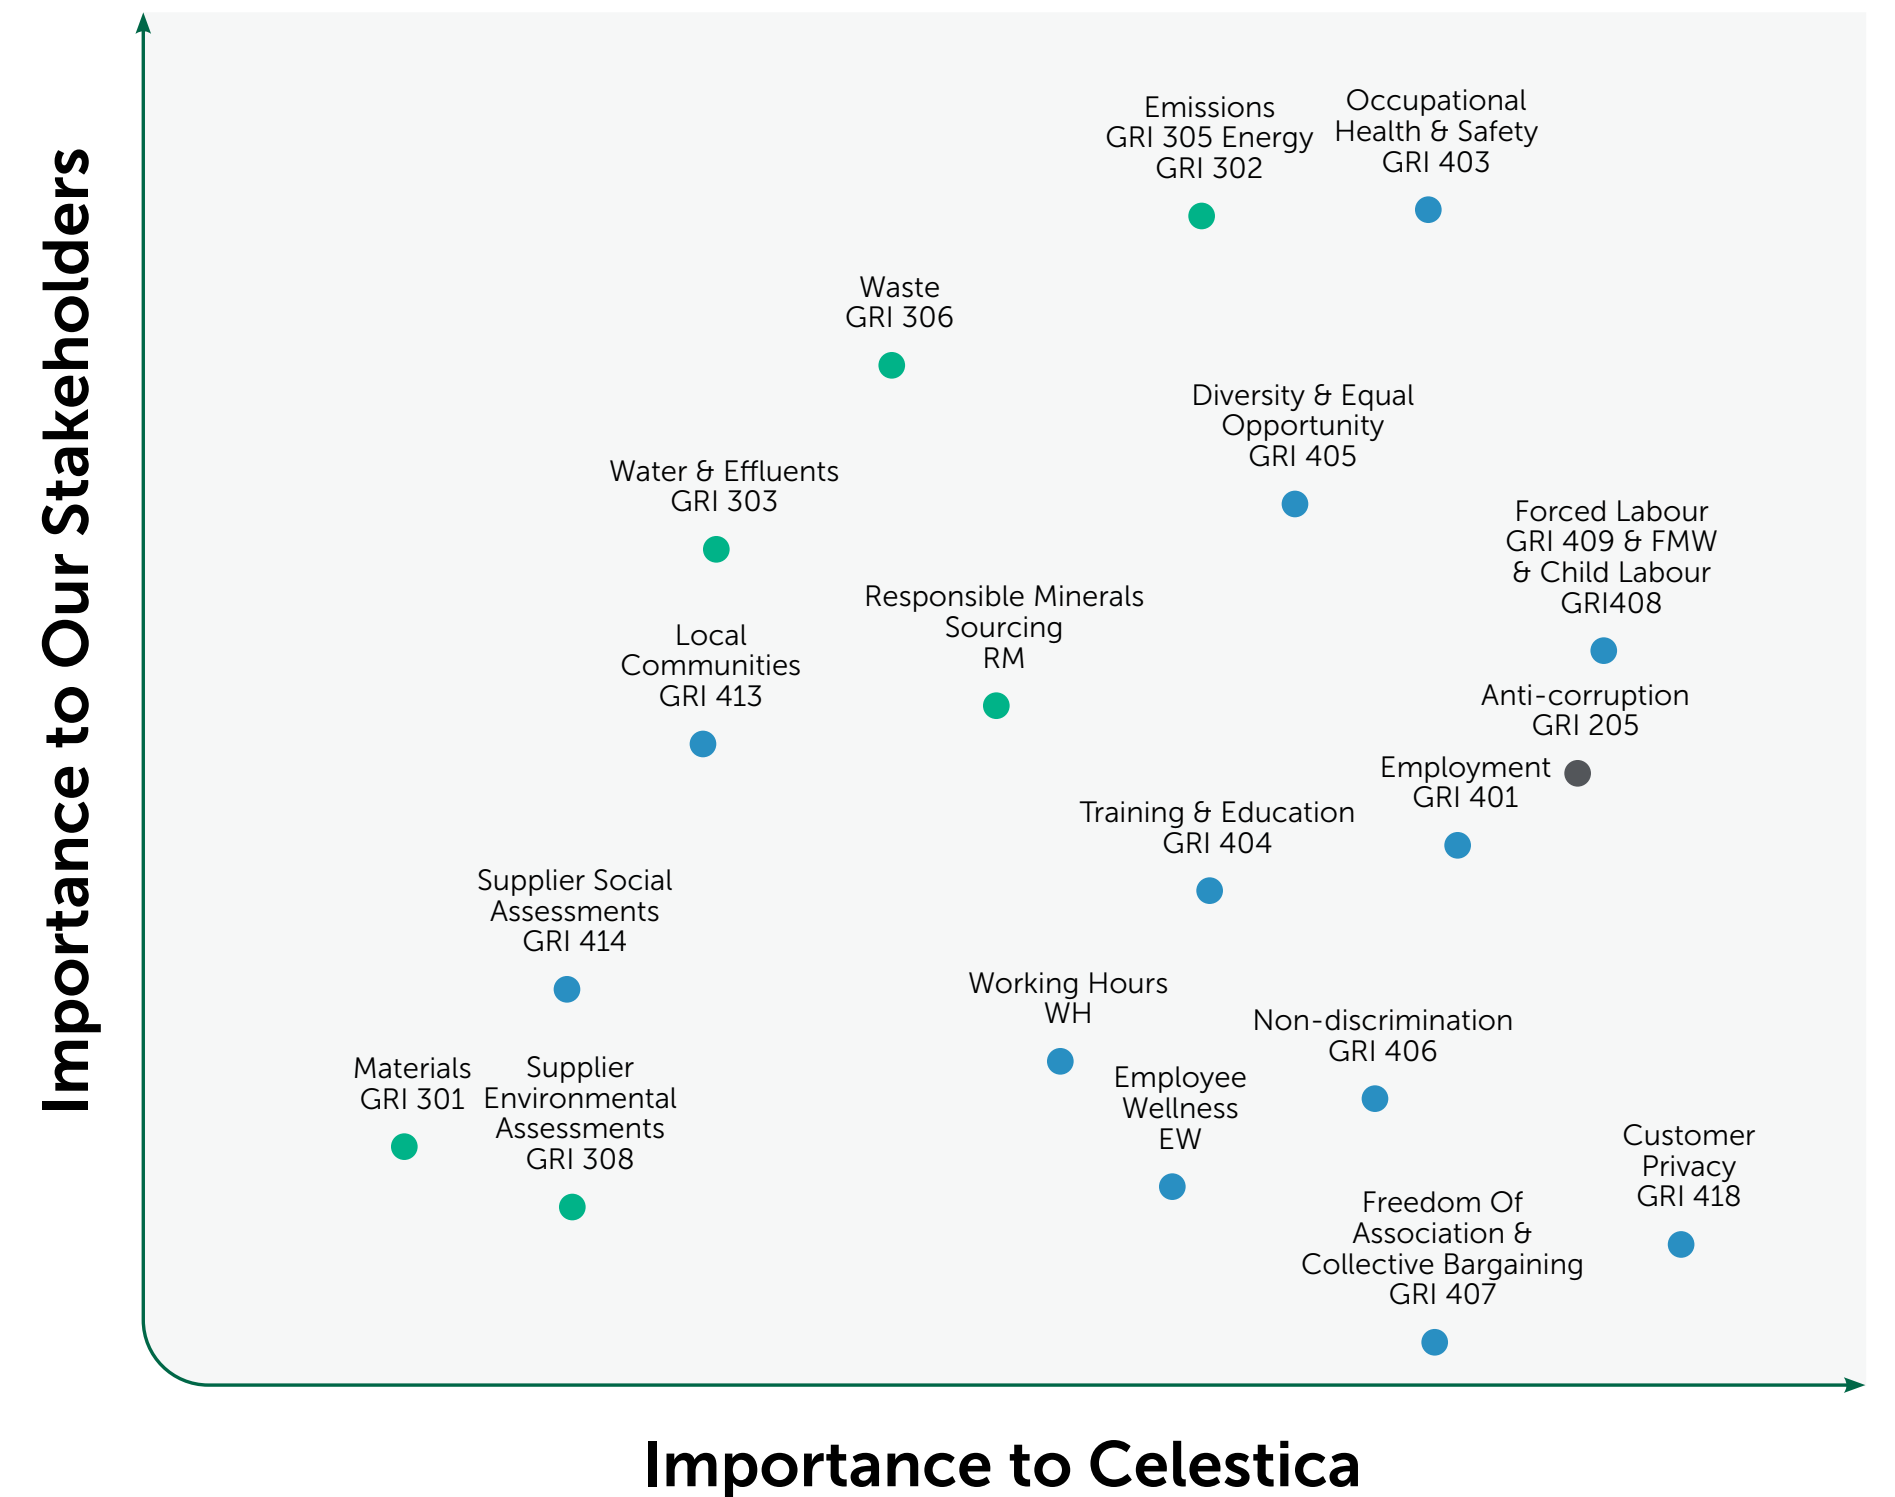 Importance to Our Stakeholders
Emissions
GRI 305 Energy
GRI 302
Occupational
Health & Safety
GRI 403
Waste
GRI 306
Diversity & Equal
Opportunity
GRI 405
Water & Effluents
GRI 303
Forced Labour
GRI 409 & FMW
& Child Labour
GRI408
Responsible Minerals
Sourcing
RM
Local
Communities
GRI 413
Anti-corruption
GRI 205
Employment
GRI 401
Training & Education
GRI 404
Supplier Social
Assessments
GRI 414
Working Hours
WH
Non-discrimination
GRI 406
Materials
GRI 301
Supplier
Environmental
Assessments
GRI 308
Employee
Wellness
EW
Customer
Privacy
GRI 418
Freedom Of
Association &
Collective Bargaining
GRI 407
Importance to Celestica